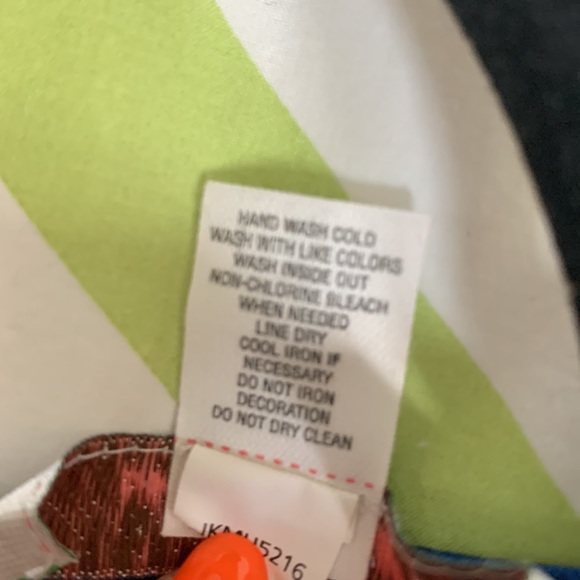 HAND WASH COLD
WASH WITH LIKE COLORS
WASH INSIDE OUT
NON-CHLORINE BLEACH
WHEN NEEDED
LINE DRY
COOL IRON IF
NECESSARY
DO NOT IRON
DECORATION
DO NOT DRY CLEAN